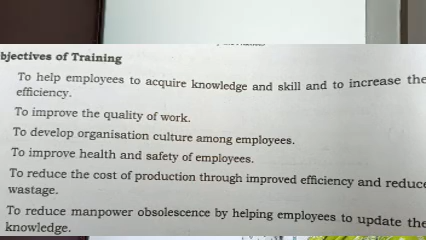 bjectives of Training
To help employees to acquire knowledge and skill and to increase the
efficiency.
To improve the quality of work.
To develop organisation culture among employees.
To improve health and safety of employees.
To reduce the cost of production through improved efficiency and reduce
wastage.
To reduce manpower obsolescence by helping employees to update the
knowledge.